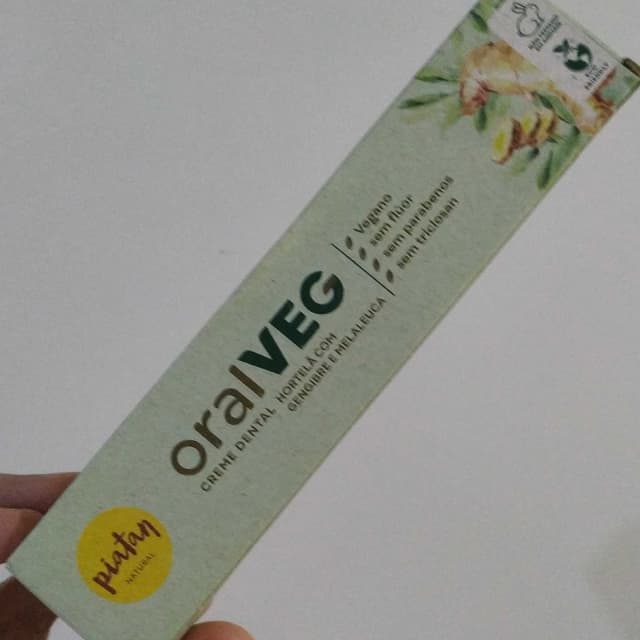 oralVEG
CREME DENTAL HORTELÃ COM
GENGIBRE E MELALEUCA
Vegano
sem flúor
sem parabenos
sem triclosan
piatan
NATURAL